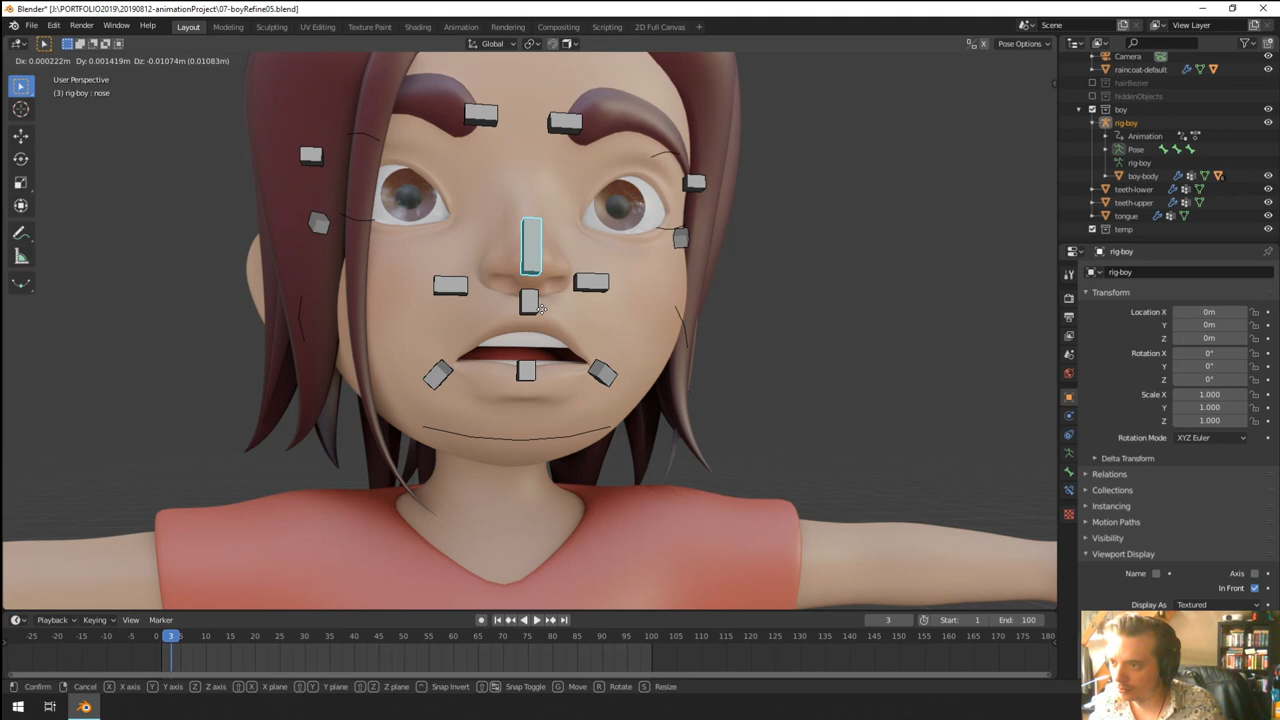 Blender* [J:\PORTFOLIO2019\20190812-animationProject\07-boyRefine05.blend]
File Edit Render Window Help Layout Modeling Sculpting UV Editing Texture Paint Shading Animation Rendering Compositing Scripting 2D Full Canvas Scene View Layer
Global Pose Options
Dx: 0.000222m Dy: 0.001419m Dz: -0.01074m (0.01083m)
User Perspective
(3) rig-boy : nose
Camera
raincoat-default
hairBezier
hiddenObjects
boy
rig-boy
Animation
Pose
rig-boy
boy-body
teeth-lower
teeth-upper
tongue
temp
rig-boy
rig-boy
Transform
Location X 0m
Y 0m
Z 0m
Rotation X 0°
Y 0°
Z 0°
Scale X 1.000
Y 1.000
Z 1.000
Rotation Mode XYZ Euler
Delta Transform
Relations
Collections
Instancing
Motion Paths
Visibility
Viewport Display
Name Axis
In Front
Display As Textured
Playback Keying View Marker 3 Start: 1 End: 100
-25 -20 -15 -10 -5 0 3 5 10 15 20 25 30 35 40 45 50 55 60 65 70 75 80 85 90 95 100 105 110 115 120 125 130 135 140 145 150 155 160 165 170 175 180
Confirm Cancel X X axis Y Y axis Z Z axis X X plane Y Y plane Z Z plane Snap Invert Snap Toggle G Move R Rotate S Resize